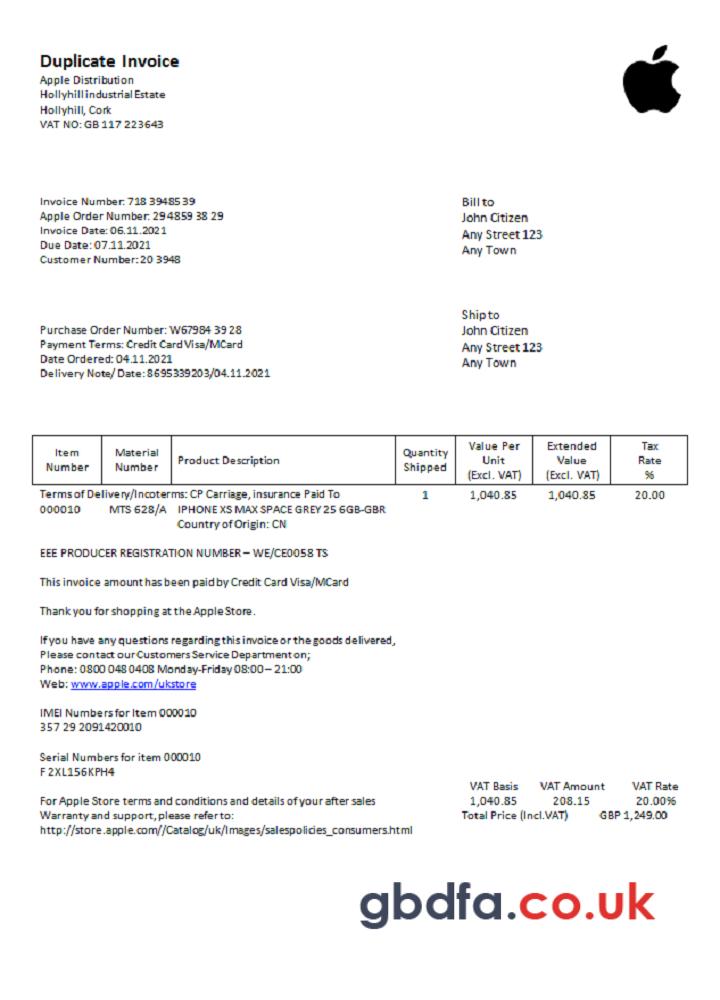 Duplicate Invoice
Apple Distribution
Hollyhill industrial Estate
Hollyhill, Cork
VAT NO: GB 117 223643
Invoice Number: 718 3948539
Apple Order Number: 294859 38 29
Invoice Date: 06.11.2021
Due Date: 07.11.2021
Customer Number: 20 3948
Bill to
John Citizen
Any Street 123
Any Town
Purchase Order Number: W67984 39 28
Payment Terms: Credit Card Visa/MCard
Date Ordered: 04.11.2021
Delivery Note/ Date: 8695339203/04.11.2021
Ship to
John Citizen
Any Street 123
Any Town
Item Number Material Number Product Description Quantity Shipped Value Per Unit (Excl. VAT) Extended Value (Excl. VAT) Tax Rate %
Terms of Delivery/Incoterms: CP Carriage, insurance Paid To 1 1,040.85 1,040.85 20.00
000010 MTS 628/A IPHONE XS MAX SPACE GREY 25 6GB-GBR
Country of Origin: CN
EEE PRODUCER REGISTRATION NUMBER – WE/CE0058 TS
This invoice amount has been paid by Credit Card Visa/MCard
Thank you for shopping at the Apple Store.
If you have any questions regarding this invoice or the goods delivered,
Please contact our Customers Service Department on;
Phone: 0800 048 0408 Monday-Friday 08:00 – 21:00
Web: www.apple.com/ukstore
IMEI Numbers for Item 000010
357 29 2091420010
Serial Numbers for item 000010
F 2XL156KPH4
For Apple Store terms and conditions and details of your after sales
Warranty and support, please refer to:
http://store.apple.com//Catalog/uk/Images/salespolicies_consumers.html
VAT Basis VAT Amount VAT Rate
1,040.85 208.15 20.00%
Total Price (Incl.VAT) GBP 1,249.00
gbdfa.co.uk